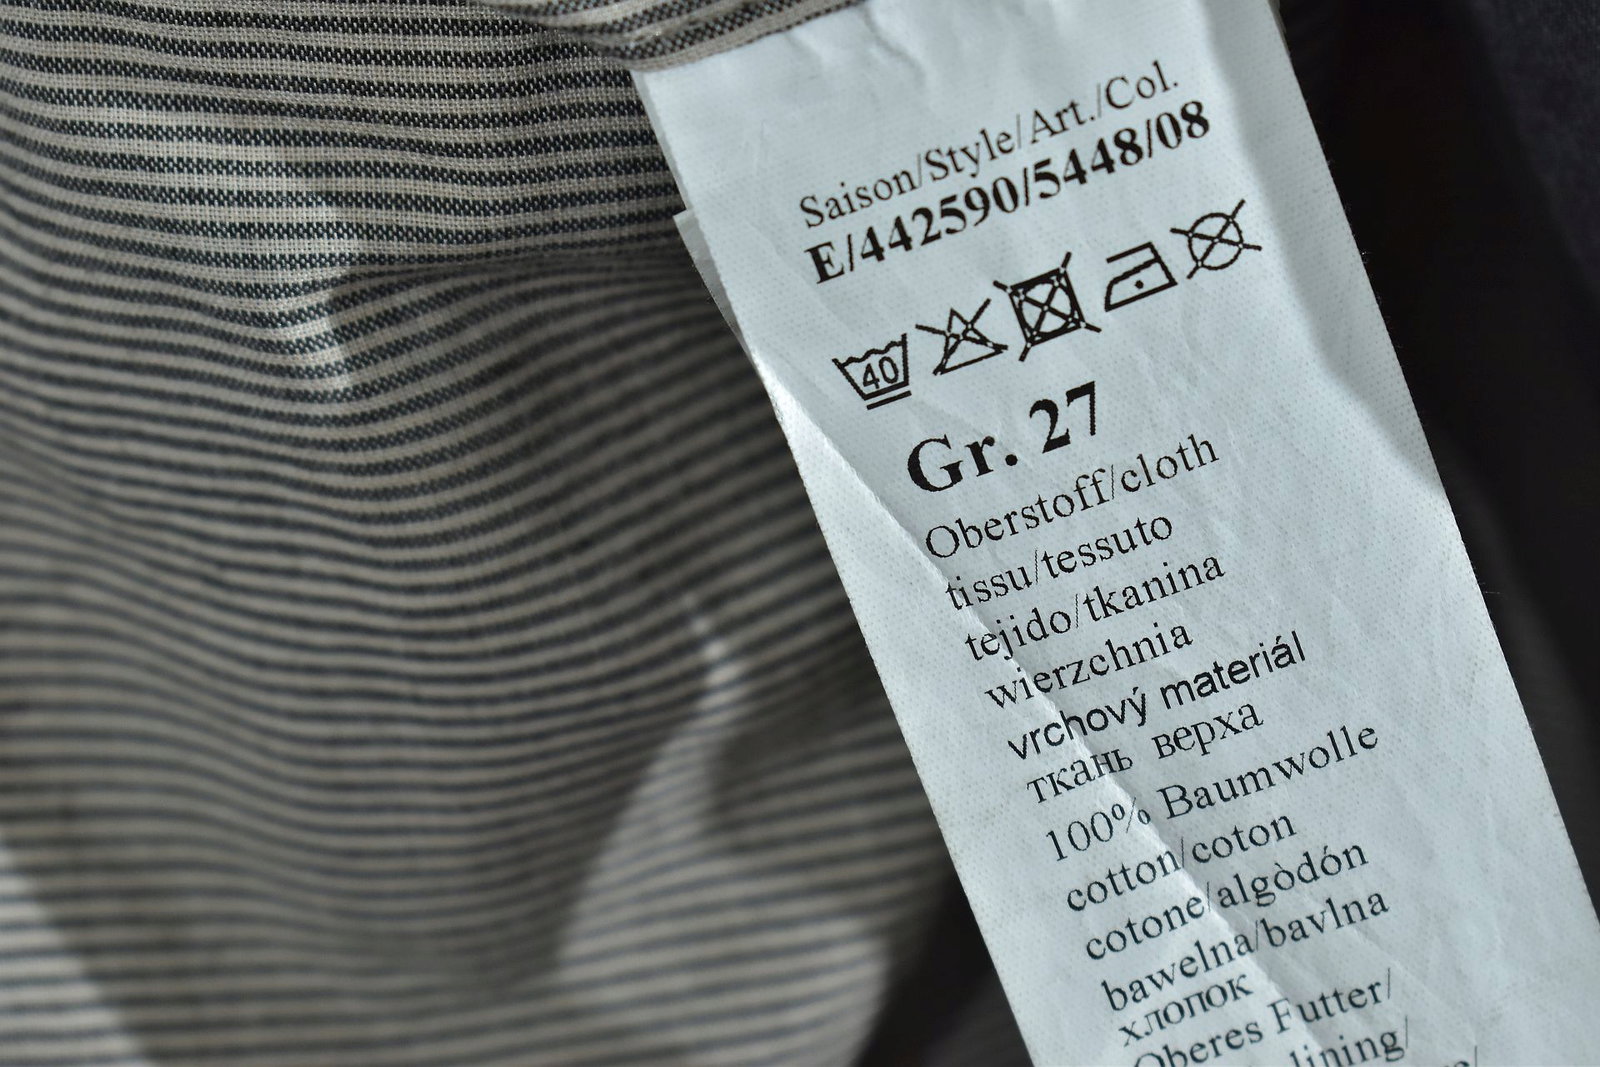 Saison/Style/Art./Col.
E/442590/5448/08
40
Gr. 27
Oberstoff/cloth
tissu/tessuto
tejido/tkanina
wierzchnia
vrchový materiál
ткань верха
100% Baumwolle
cotton/coton
cotone/algòdón
bawelna/bavlna
хлопок
Oberes Futter/
lining/